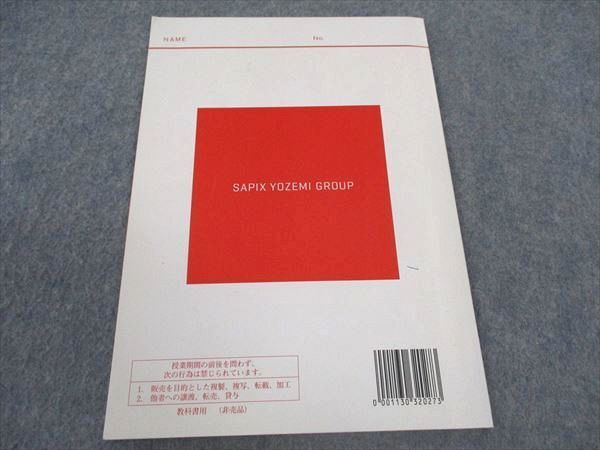 NAME No.
SAPIX YOZEMI GROUP
授業期間の前後を問わず、
次の行為は禁じられています。
1. 販売を目的とした複製、複写、転載、加工
2. 他者への譲渡、転売、貸与
教科書用 (非売品)
0 001130 320273